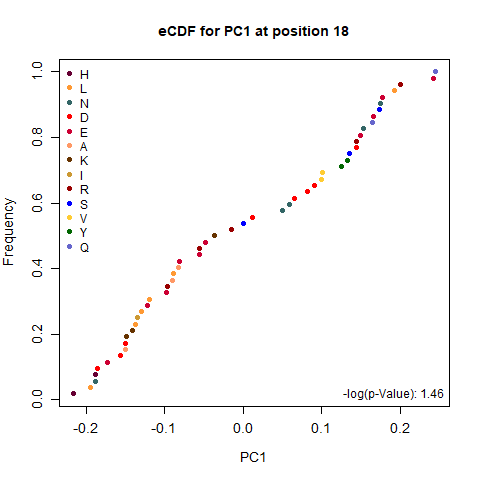 eCDF for PC1 at position 18
Frequency
1.0
0.8
0.6
0.4
0.2
0.0
H
L
N
D
E
A
K
I
R
S
V
Y
Q
-log(p-Value): 1.46
-0.2 -0.1 0.0 0.1 0.2
PC1